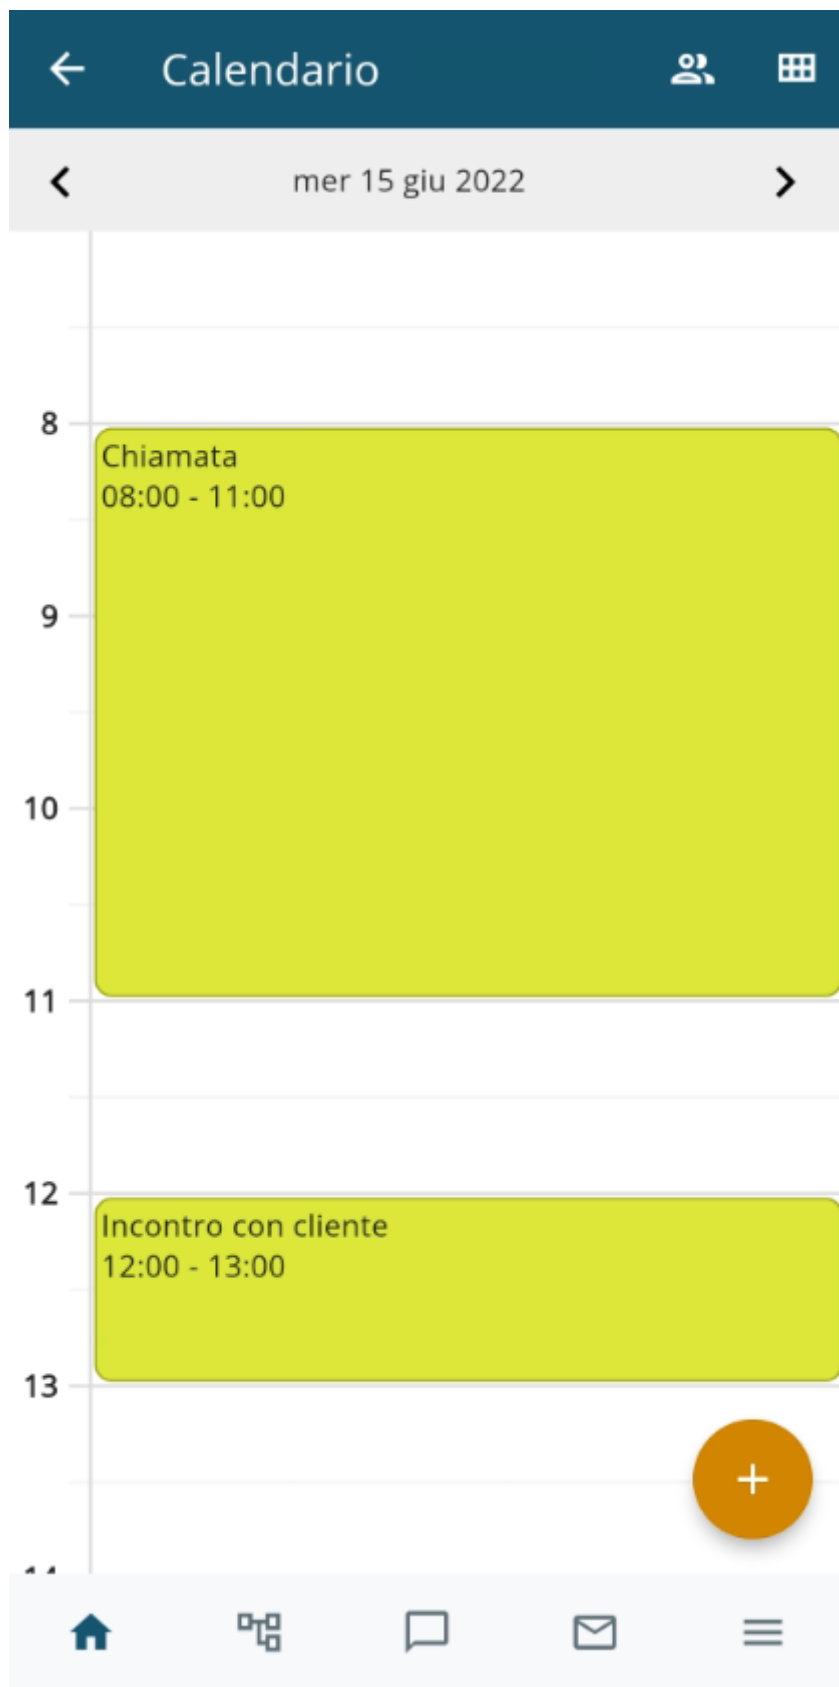 Calendario
mer 15 giu 2022
8
Chiamata
08:00 - 11:00
9
10
11
12
Incontro con cliente
12:00 - 13:00
13